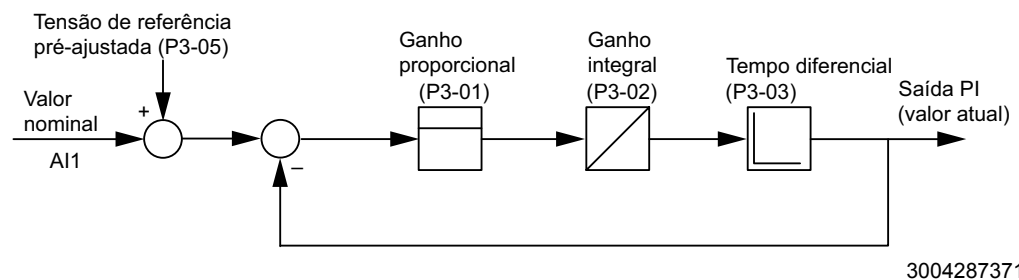 Tensão de referência
pré-ajustada (P3-05)
Valor
nominal
AI1
+
–
Ganho
proporcional
(P3-01)
Ganho
integral
(P3-02)
Tempo diferencial
(P3-03)
Saída PI
(valor atual)
3004287371